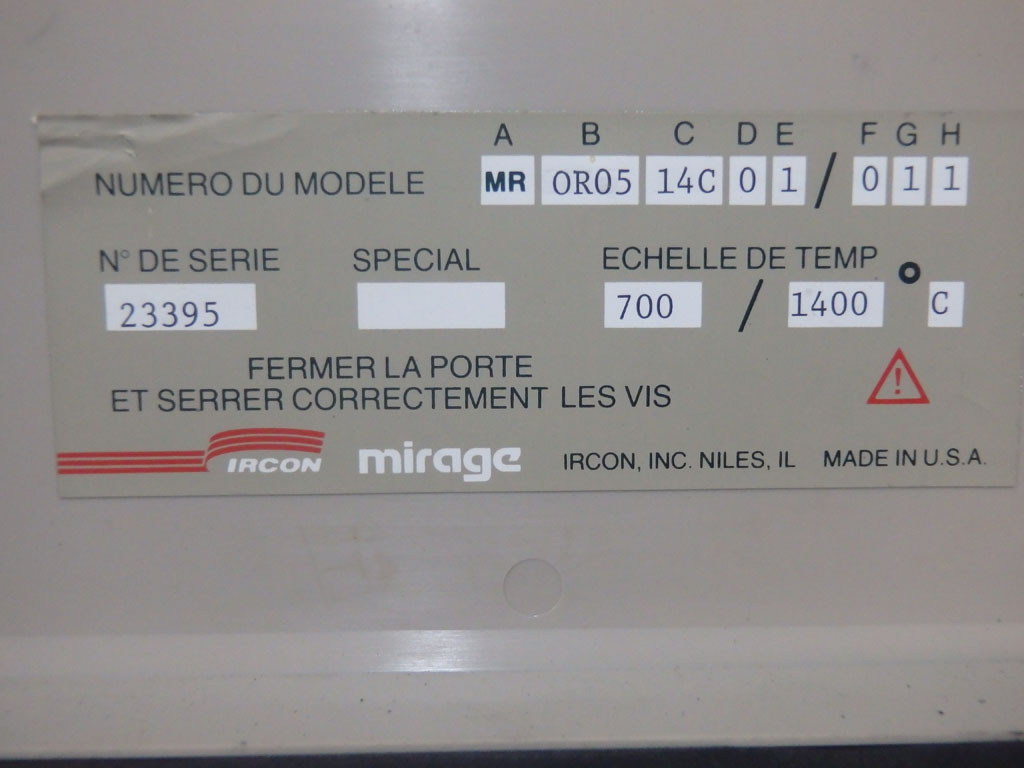 A B C D E F G H
NUMERO DU MODELE MR OR05 14C 0 1 / 0 1 1
N° DE SERIE SPECIAL ECHELLE DE TEMP
23395 700 / 1400 ° C
FERMER LA PORTE
ET SERRER CORRECTEMENT LES VIS
!
IRCON mirage IRCON, INC. NILES, IL MADE IN U.S.A.